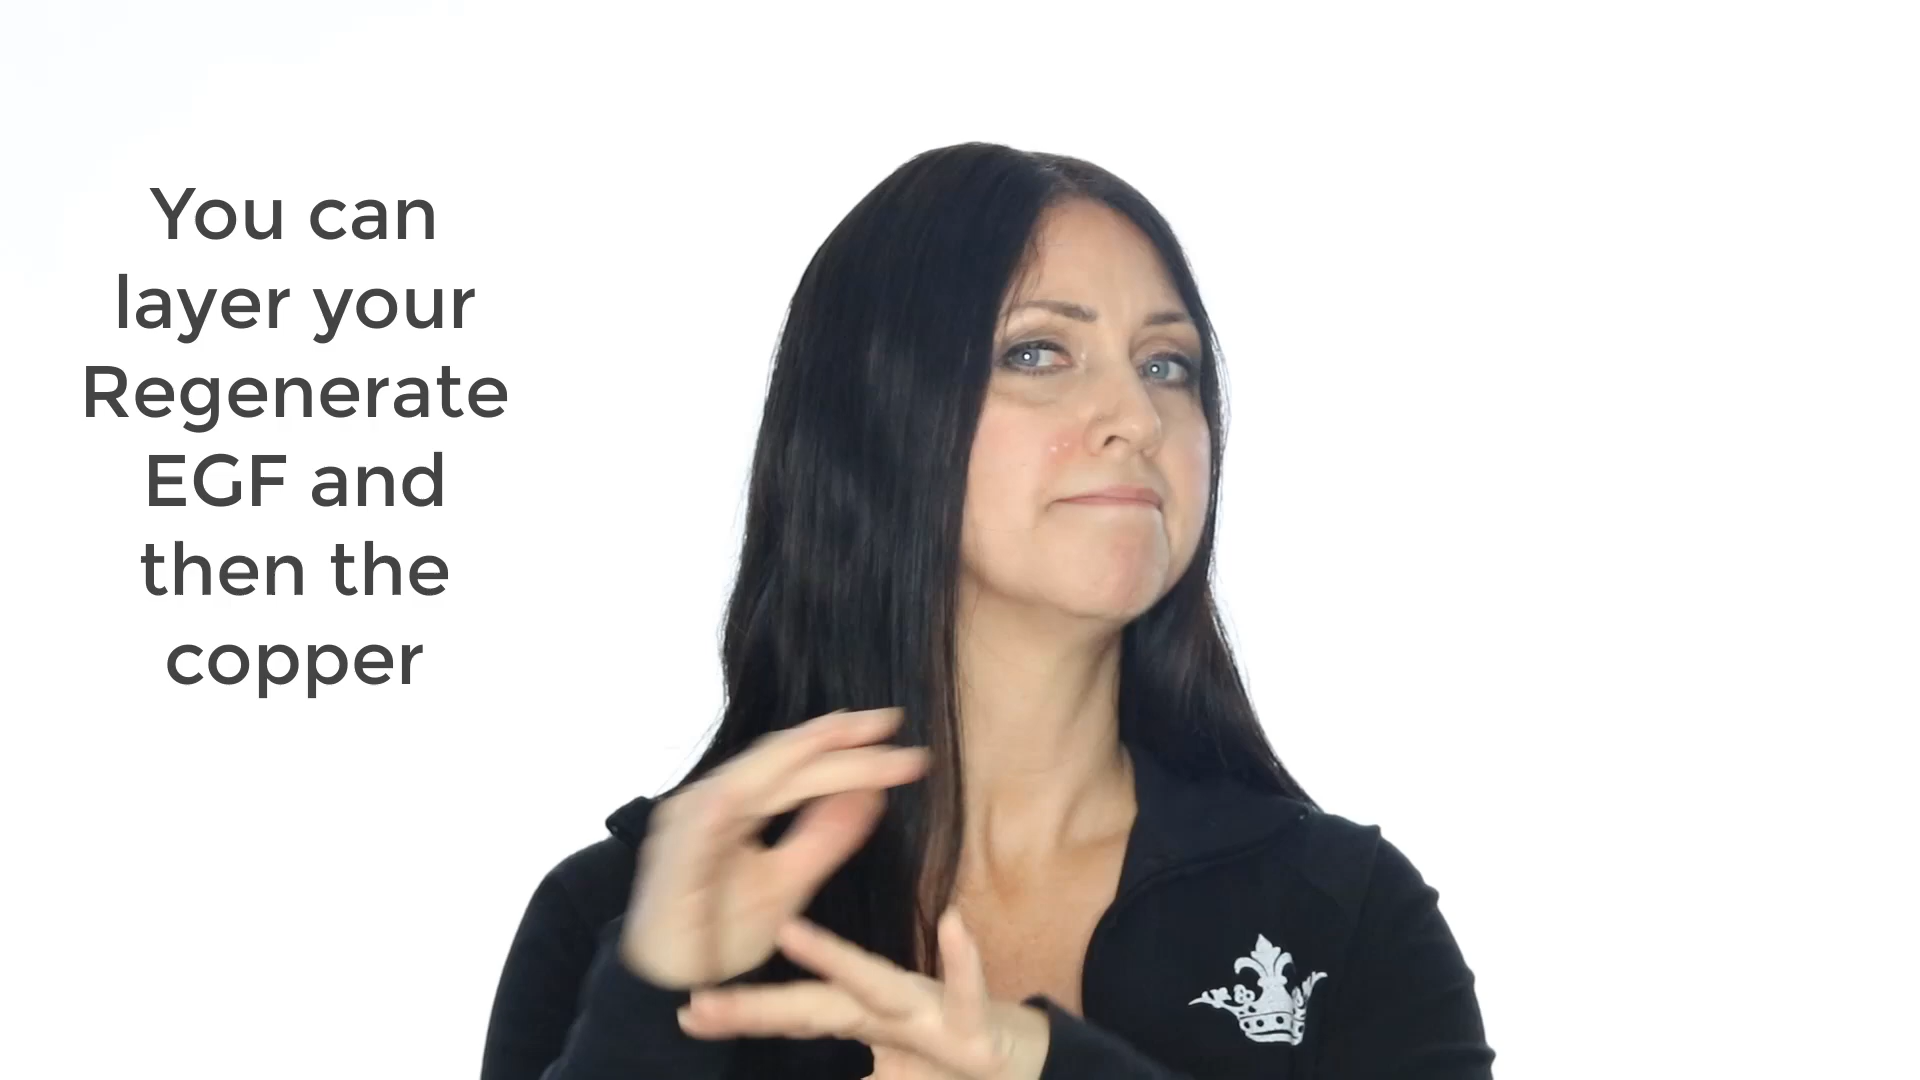 You can
layer your
Regenerate
EGF and
then the
copper